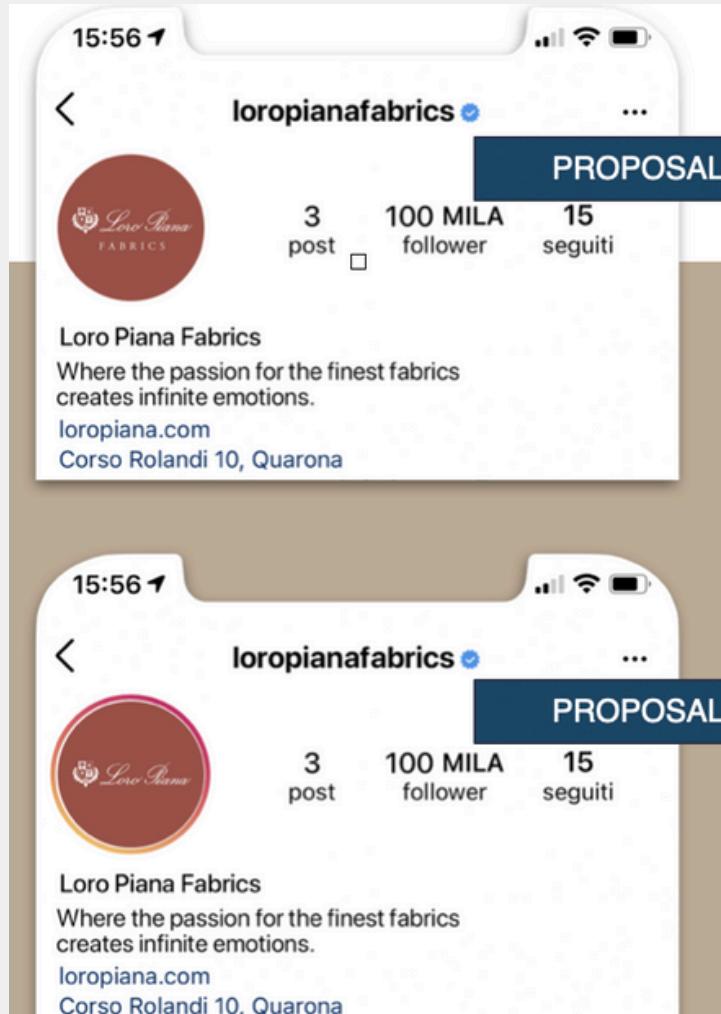 15:56
loropianafabrics
PROPOSAL
Loro Piana
FABRICS
3 100 MILA 15
post follower seguiti
Loro Piana Fabrics
Where the passion for the finest fabrics
creates infinite emotions.
loropiana.com
Corso Rolandi 10, Quarona
15:56
loropianafabrics
PROPOSAL
Loro Piana
3 100 MILA 15
post follower seguiti
Loro Piana Fabrics
Where the passion for the finest fabrics
creates infinite emotions.
loropiana.com
Corso Rolandi 10, Quarona